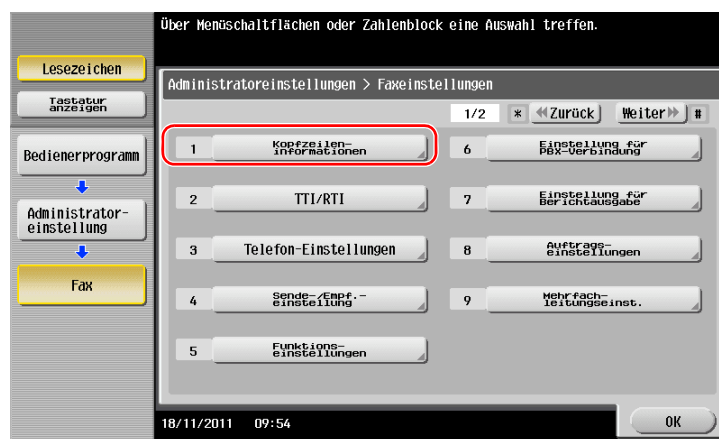 Über Menüschaltflächen oder Zahlenblock eine Auswahl treffen.
Lesezeichen
Tastatur
anzeigen
Bedienerprogramm
Administrator-
einstellung
Fax
Administratoreinstellungen > Faxeinstellungen
1/2 * Zurück Weiter #
1 Kopfzeilen-
informationen
2 TTI/RTI
3 Telefon-Einstellungen
4 Sende-/Empf.-
einstellung
5 Funktions-
einstellungen
6 Einstellung für
PBX-Verbindung
7 Einstellung für
Berichtausgabe
8 Auftrags-
einstellungen
9 Mehrfach-
leitungseinst.
18/11/2011 09:54
OK